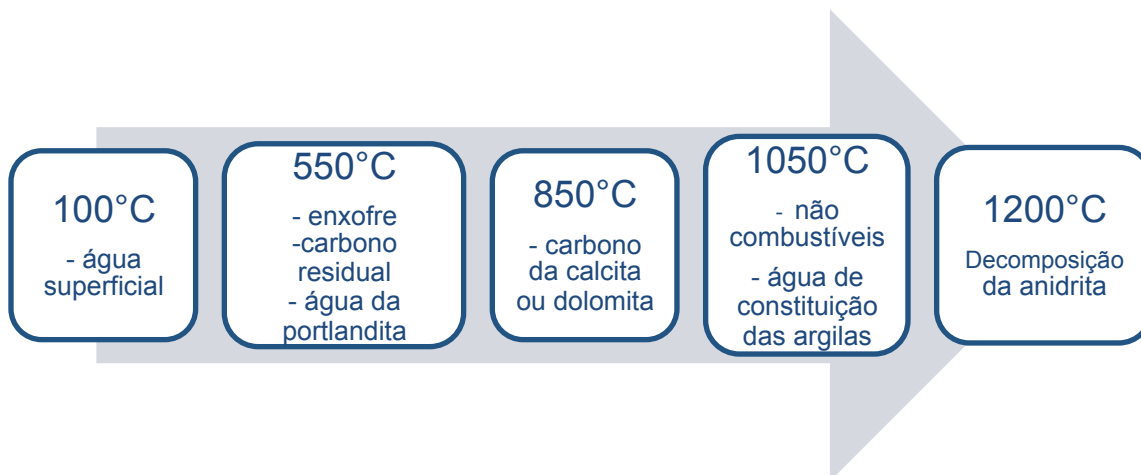 100°C
- água
superficial
550°C
- enxofre
-carbono
residual
- água da
portlandita
850°C
- carbono
da calcita
ou dolomita
1050°C
- não
combustíveis
- água de
constituição
das argilas
1200°C
Decomposição
da anidrita